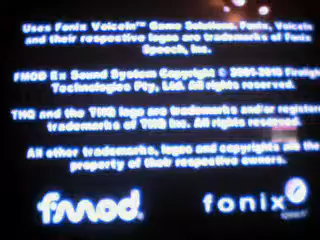 Uses Fonix VoiceIn™ Game Solutions. Fonix, VoiceIn
and their respective logos are trademarks of Fonix
Speech, Inc.
FMOD Ex Sound System Copyright © Firelight
Technologies Pty, Ltd. All rights reserved.
THQ and the THQ logo are trademarks and/or registered
trademarks of THQ Inc. All rights reserved.
All other trademarks, logos and copyrights are the
property of their respective owners.
fmod
fonix